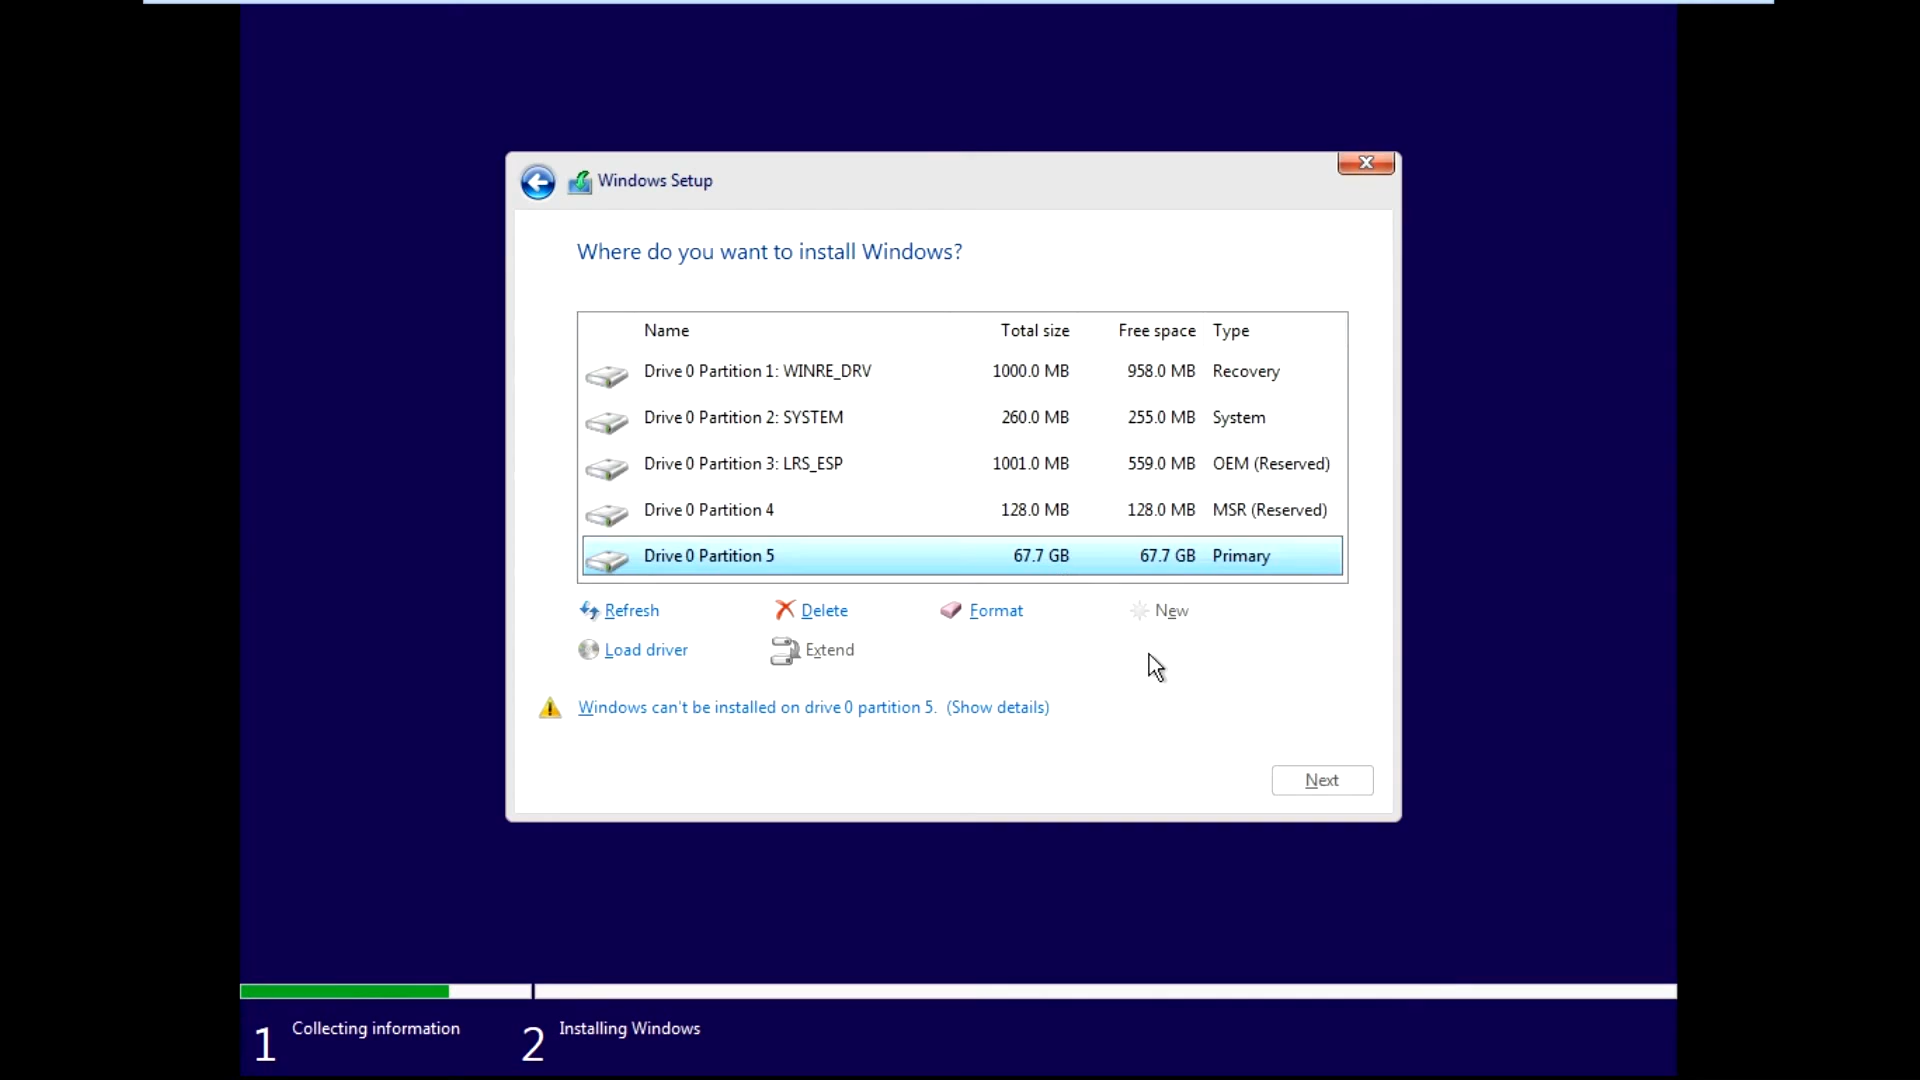 Windows Setup
x
Where do you want to install Windows?
Name Total size Free space Type
Drive 0 Partition 1: WINRE_DRV 1000.0 MB 958.0 MB Recovery
Drive 0 Partition 2: SYSTEM 260.0 MB 255.0 MB System
Drive 0 Partition 3: LRS_ESP 1001.0 MB 559.0 MB OEM (Reserved)
Drive 0 Partition 4 128.0 MB 128.0 MB MSR (Reserved)
Drive 0 Partition 5 67.7 GB 67.7 GB Primary
Refresh Delete Format New
Load driver Extend
Windows can't be installed on drive 0 partition 5. (Show details)
Next
1 Collecting information 2 Installing Windows